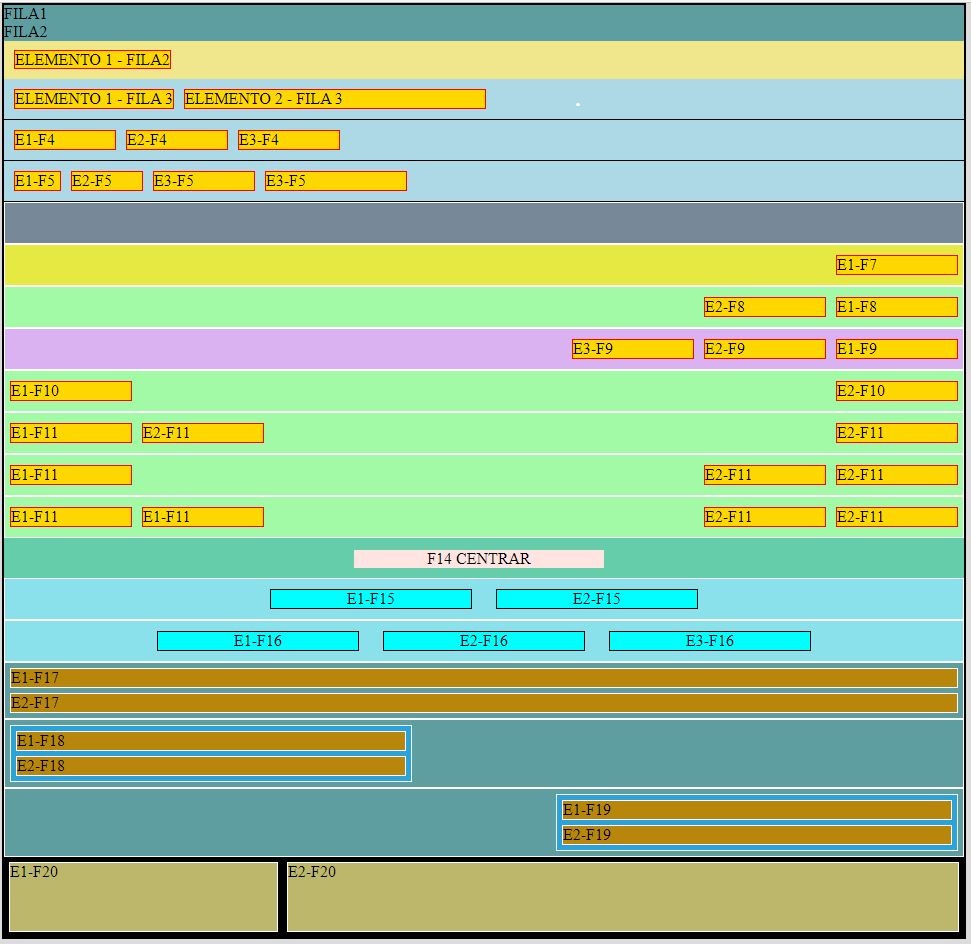 FILA1
FILA2
ELEMENTO 1 - FILA2
ELEMENTO 1 - FILA 3 ELEMENTO 2 - FILA 3
E1-F4 E2-F4 E3-F4
E1-F5 E2-F5 E3-F5 E3-F5
E1-F7
E2-F8 E1-F8
E3-F9 E2-F9 E1-F9
E1-F10 E2-F10
E1-F11 E2-F11 E2-F11
E1-F11 E2-F11 E2-F11
E1-F11 E1-F11 E2-F11 E2-F11
F14 CENTRAR
E1-F15 E2-F15
E1-F16 E2-F16 E3-F16
E1-F17
E2-F17
E1-F18
E2-F18
E1-F19
E2-F19
E1-F20 E2-F20